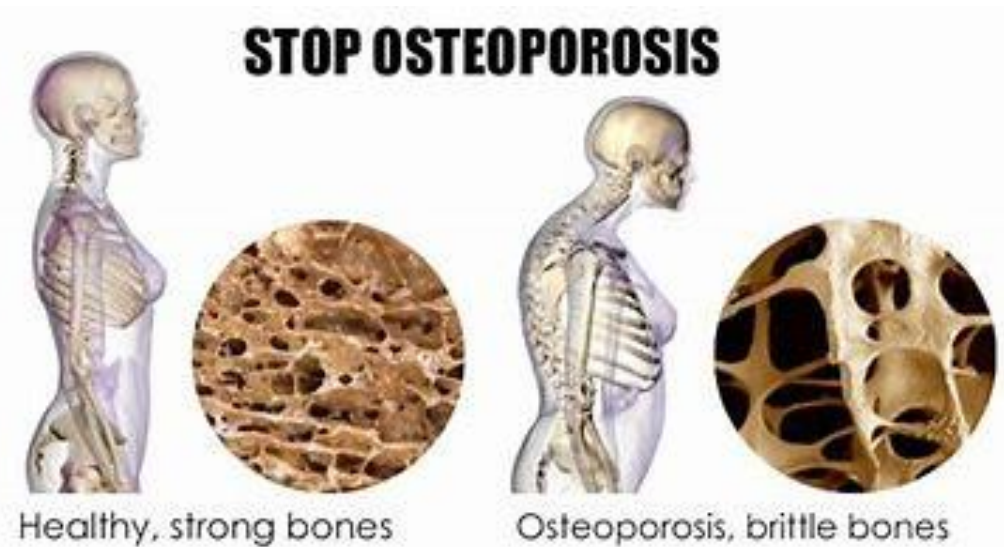 STOP OSTEOPOROSIS
Healthy, strong bones
Osteoporosis, brittle bones